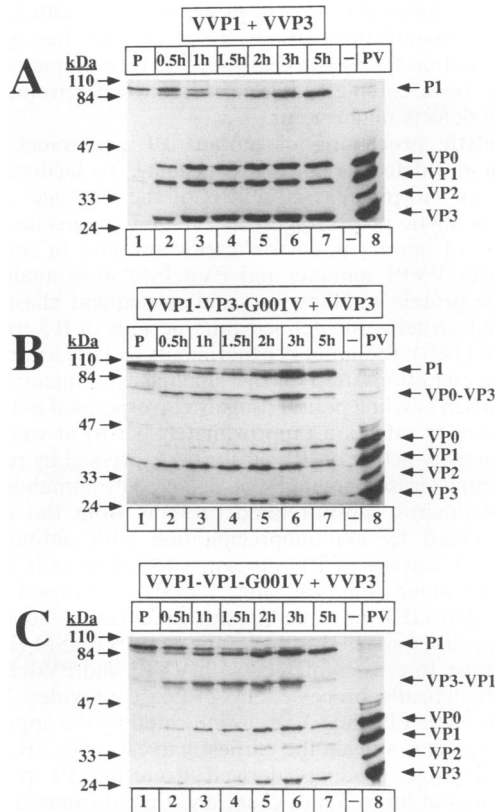 VVP1 + VVP3
A
kDa P 0.5h 1h 1.5h 2h 3h 5h – PV
110
84
47
33
24
P1
VP0
VP1
VP2
VP3
1 2 3 4 5 6 7 – 8
VVP1-VP3-G001V + VVP3
B
kDa P 0.5h 1h 1.5h 2h 3h 5h – PV
110
84
47
33
24
P1
VP0-VP3
VP0
VP1
VP2
VP3
1 2 3 4 5 6 7 – 8
VVP1-VP1-G001V + VVP3
C
kDa P 0.5h 1h 1.5h 2h 3h 5h – PV
110
84
47
33
24
P1
VP3-VP1
VP0
VP1
VP2
VP3
1 2 3 4 5 6 7 – 8